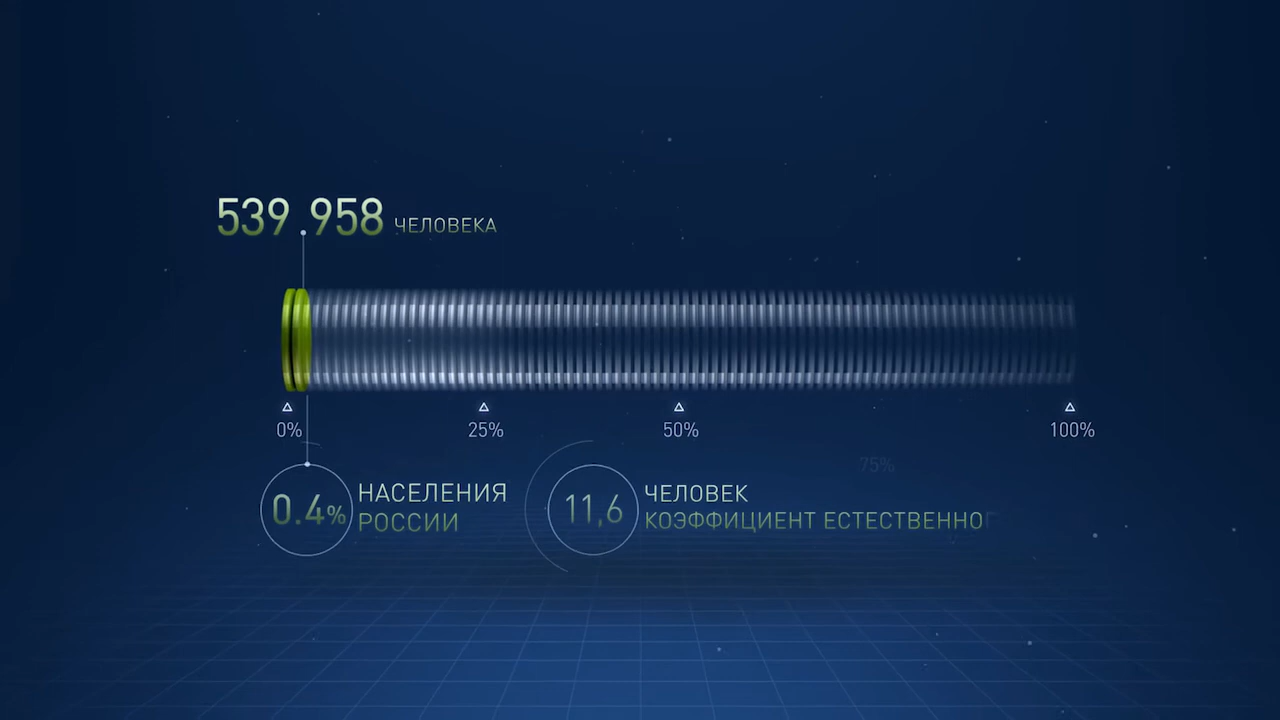 539 958 ЧЕЛОВЕКА
0% 25% 50% 100%
75%
0.4% НАСЕЛЕНИЯ
РОССИИ
11,6 ЧЕЛОВЕК
КОЭФФИЦИЕНТ ЕСТЕСТВЕННО